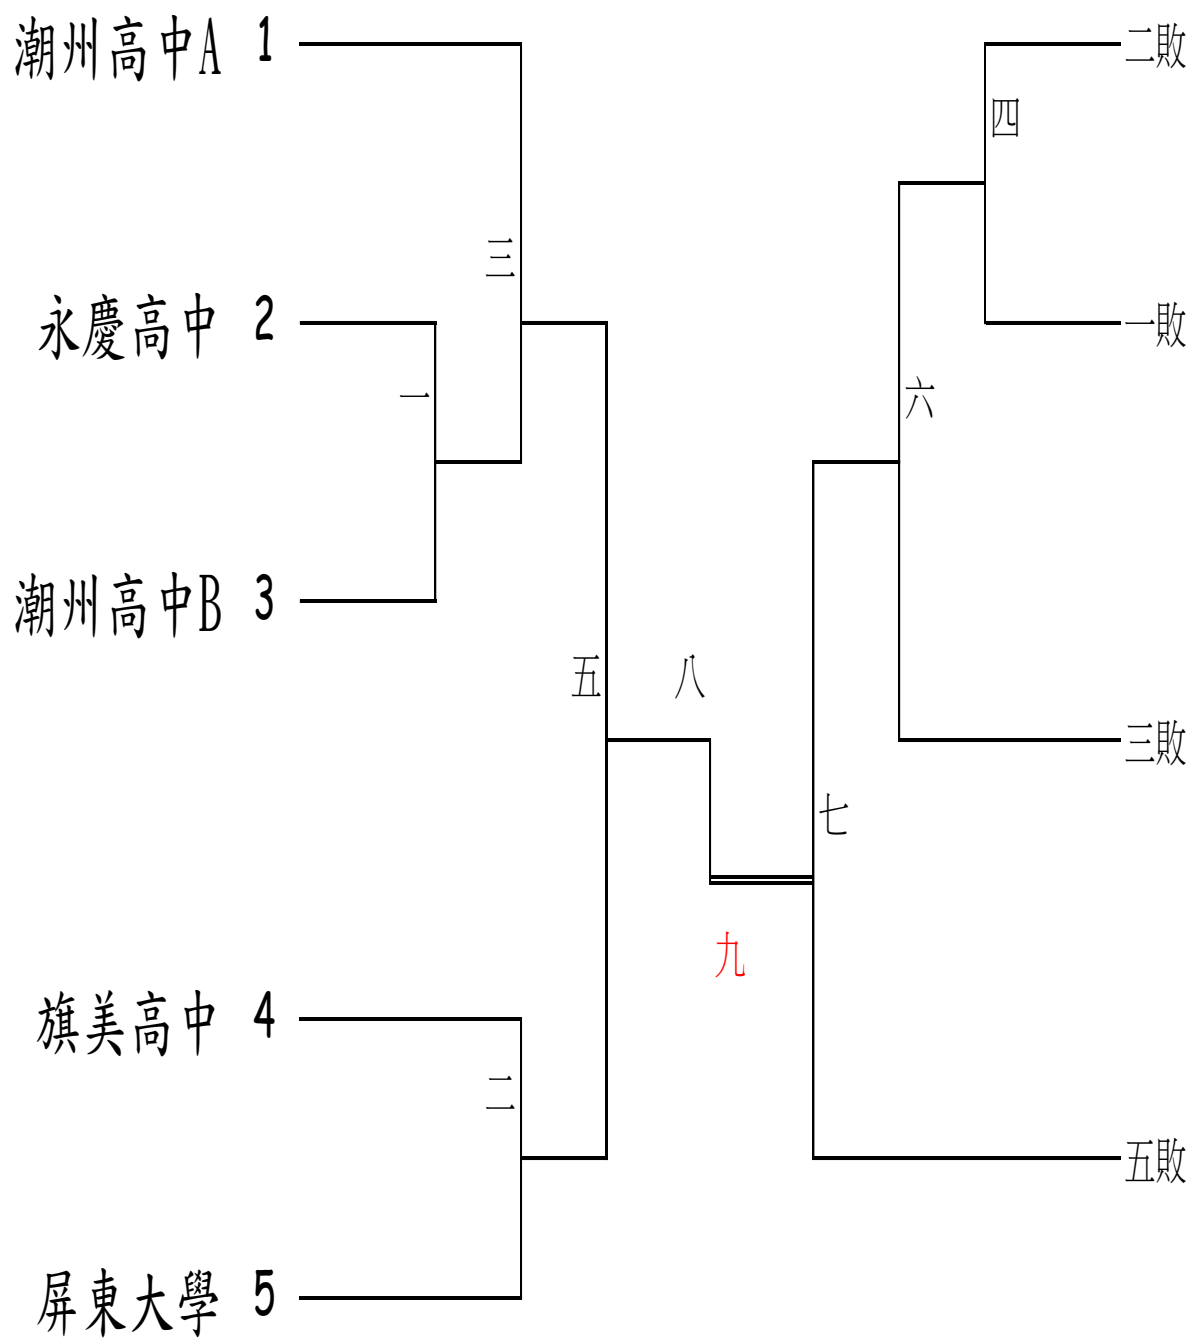 潮州高中A 1
二敗
四
三
永慶高中 2
一敗
一
六
潮州高中B 3
五
八
三敗
七
九
旗美高中 4
二
五敗
屏東大學 5